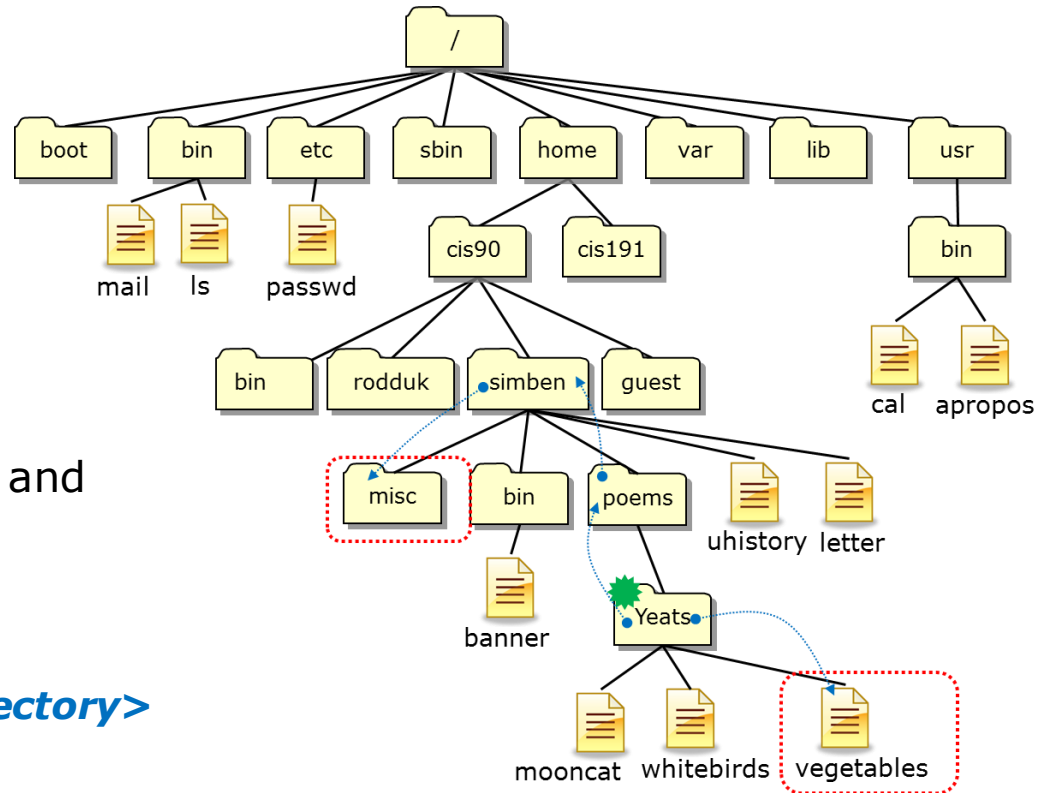 /
boot bin etc sbin home var lib usr
mail ls passwd cis90 cis191 bin
bin rodduk simben guest cal apropos
and misc bin poems uhistory letter
banner Yeats
ectory>
mooncat whitebirds vegetables